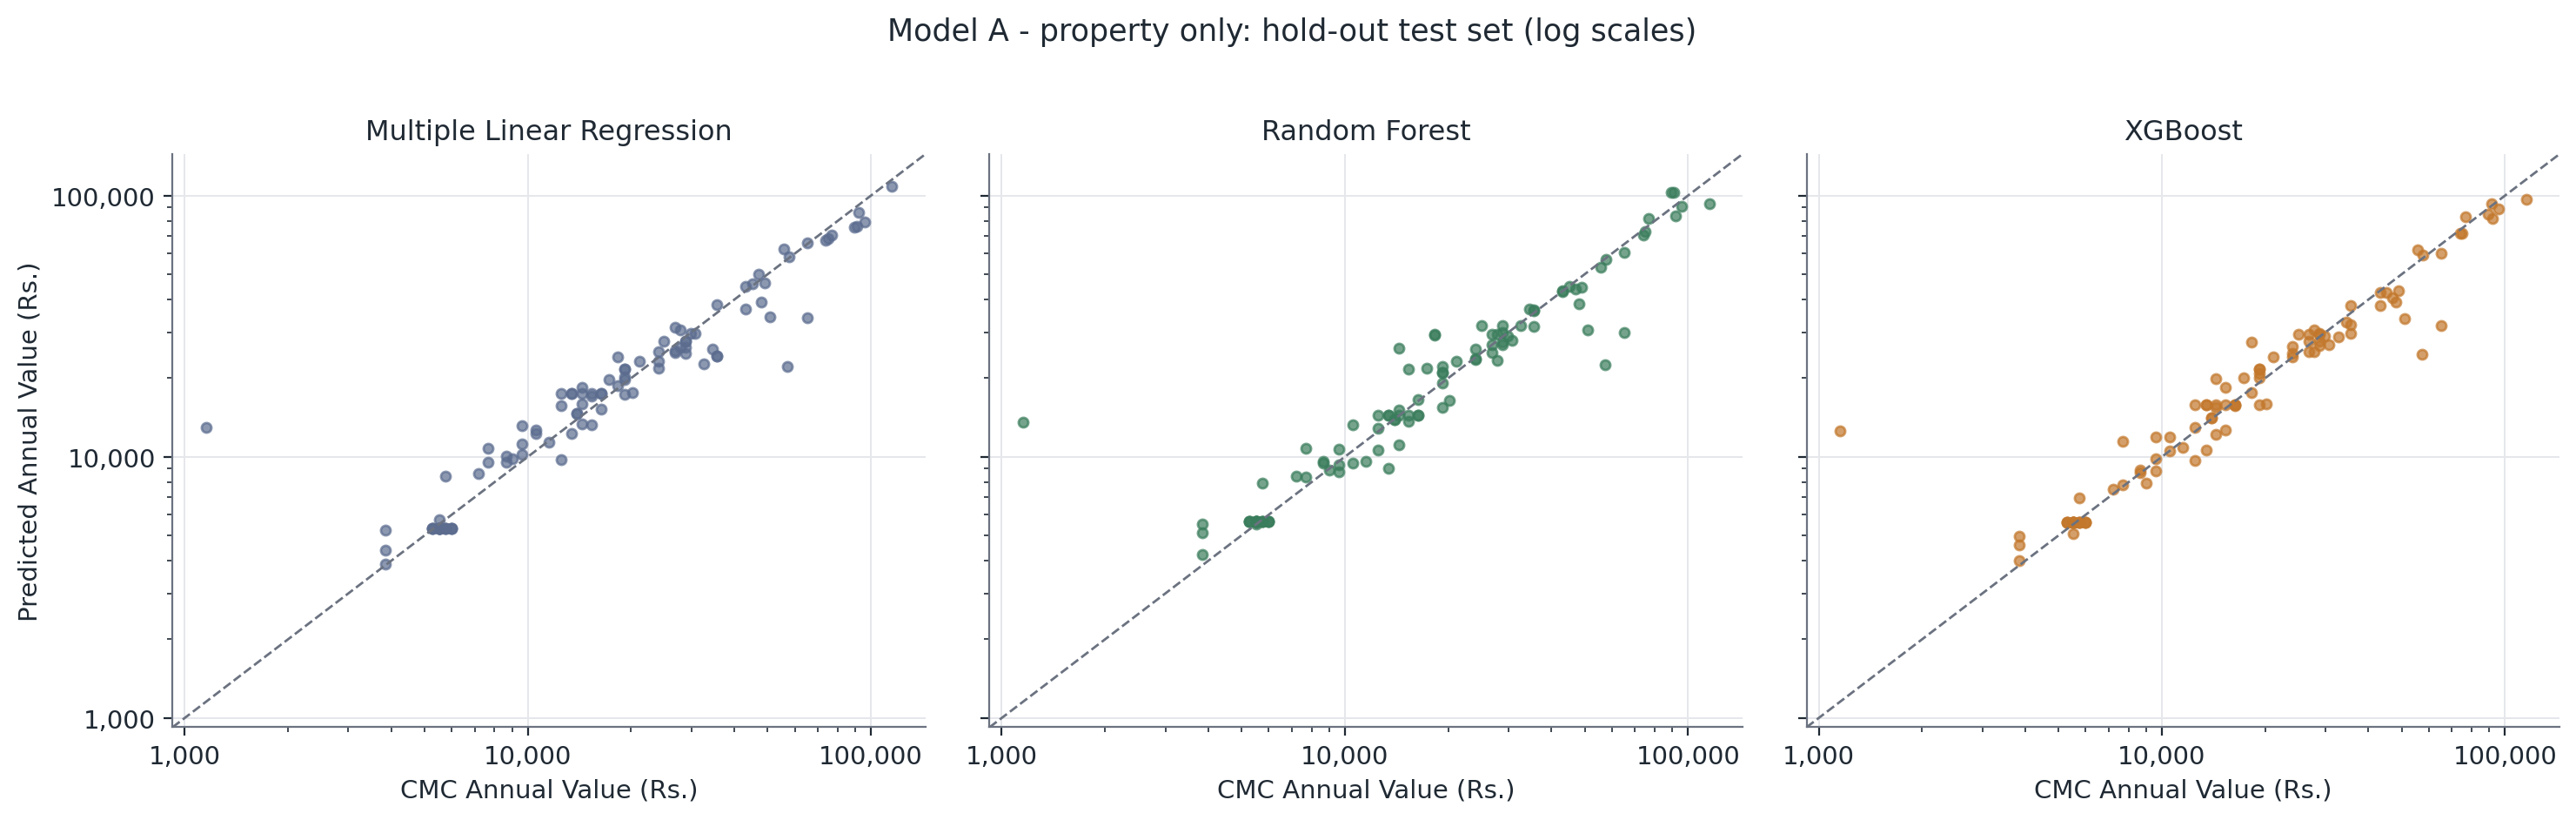 Model A - property only: hold-out test set (log scales)
Multiple Linear Regression
Random Forest
XGBoost
Predicted Annual Value (Rs.)
100,000
10,000
1,000
1,000 10,000 100,000
1,000 10,000 100,000
1,000 10,000 100,000
CMC Annual Value (Rs.)
CMC Annual Value (Rs.)
CMC Annual Value (Rs.)